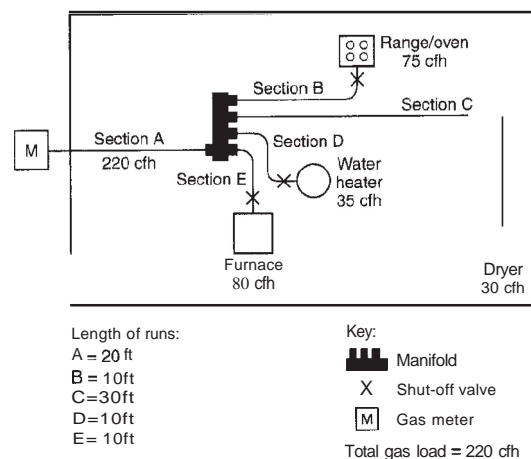 Range/oven
75 cfh
Section B
Section C
Section A
Section D
M
220 cfh
Section E
Water
heater
35 cfh
Furnace
80 cfh
Dryer
30 cfh
Length of runs:
A = 20 ft
B = 10ft
C=30ft
D=10ft
E= 10ft
Key:
Manifold
X Shut-off valve
M Gas meter
Total gas load = 220 cfh